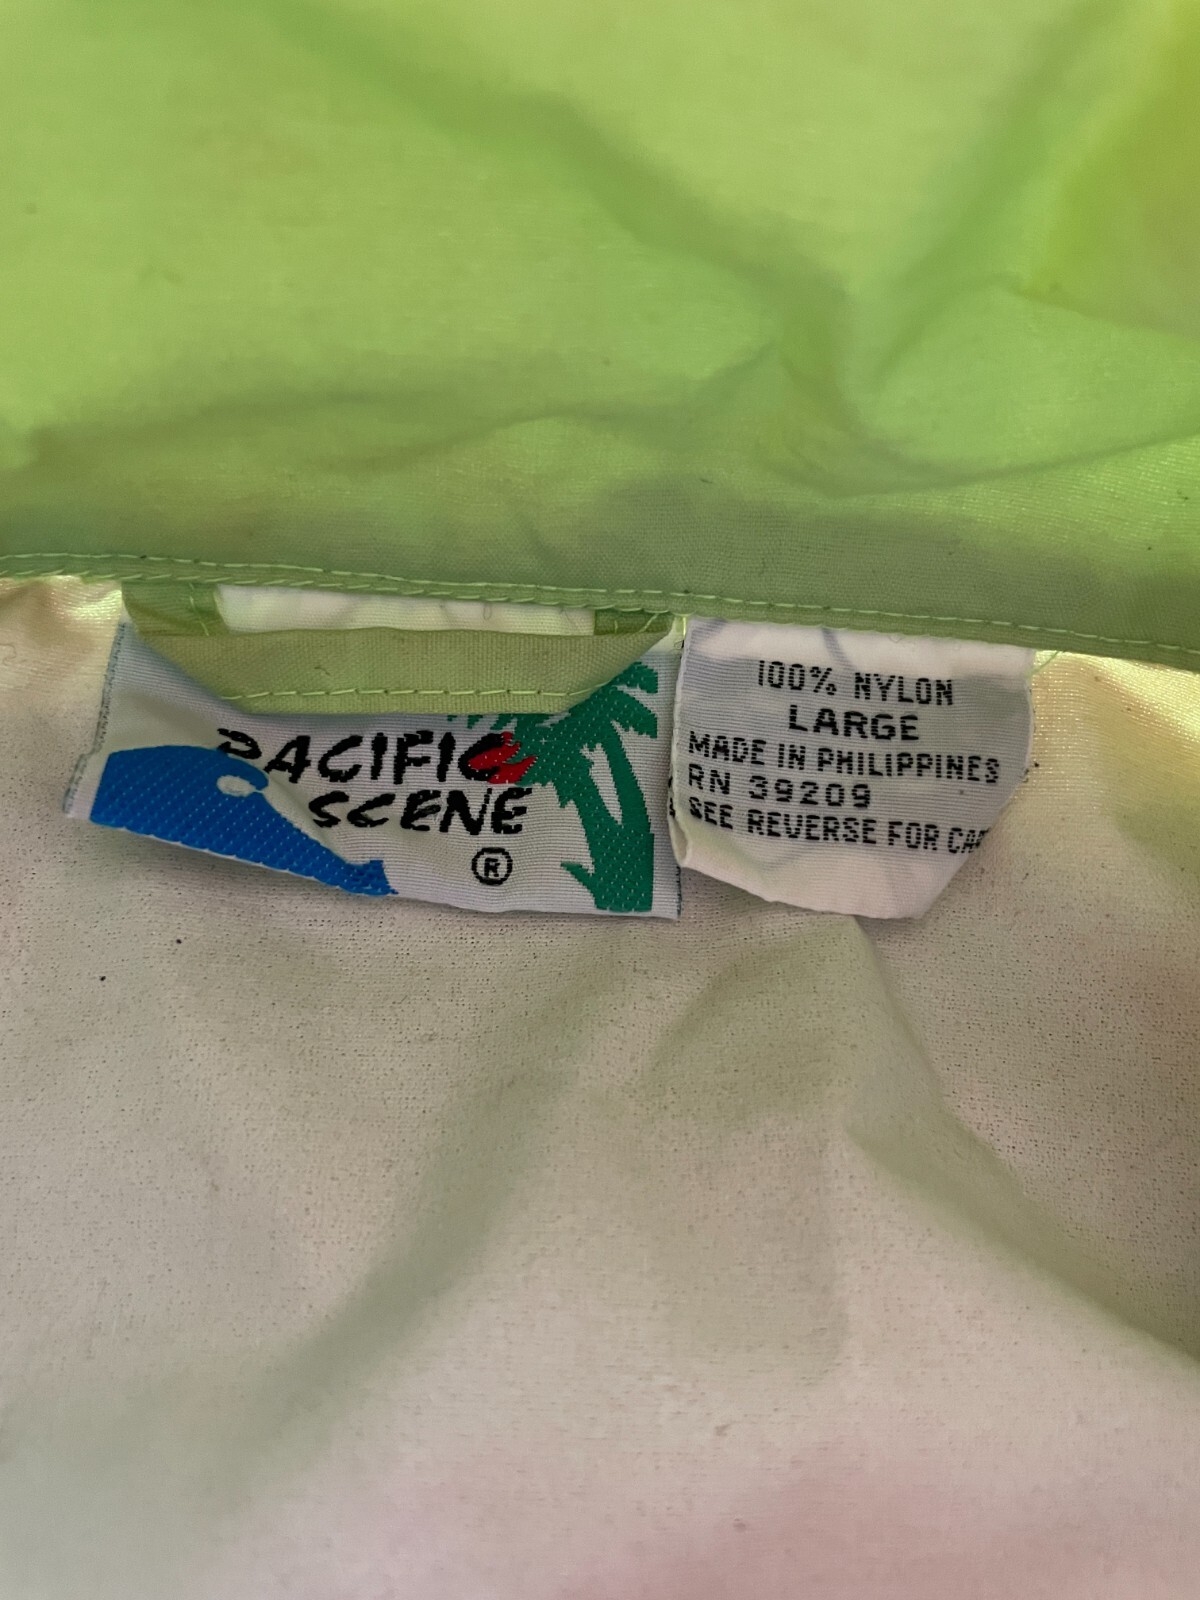 PACIFIC
SCENE
®
100% NYLON
LARGE
MADE IN PHILIPPINES
RN 39209
SEE REVERSE FOR